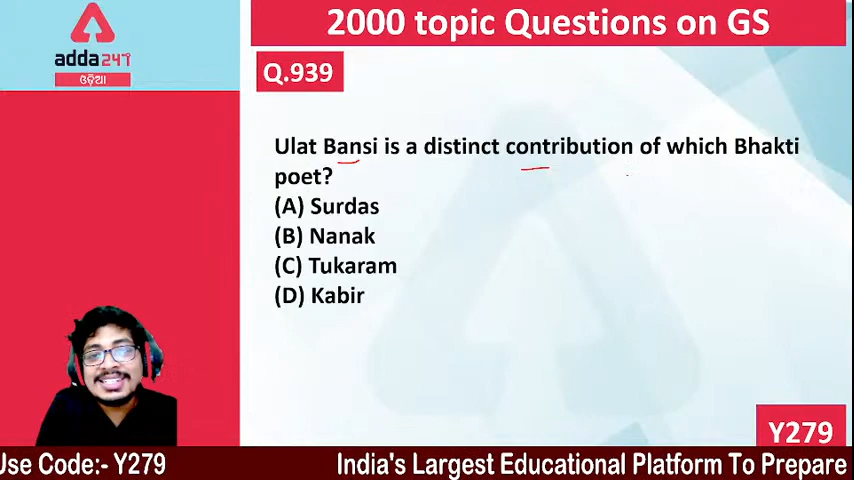 2000 topic Questions on GS
adda247
ଓଡ଼ିଆ
Q.939
Ulat Bansi is a distinct contribution of which Bhakti
poet?
(A) Surdas
(B) Nanak
(C) Tukaram
(D) Kabir
Y279
Use Code:- Y279 India's Largest Educational Platform To Prepare